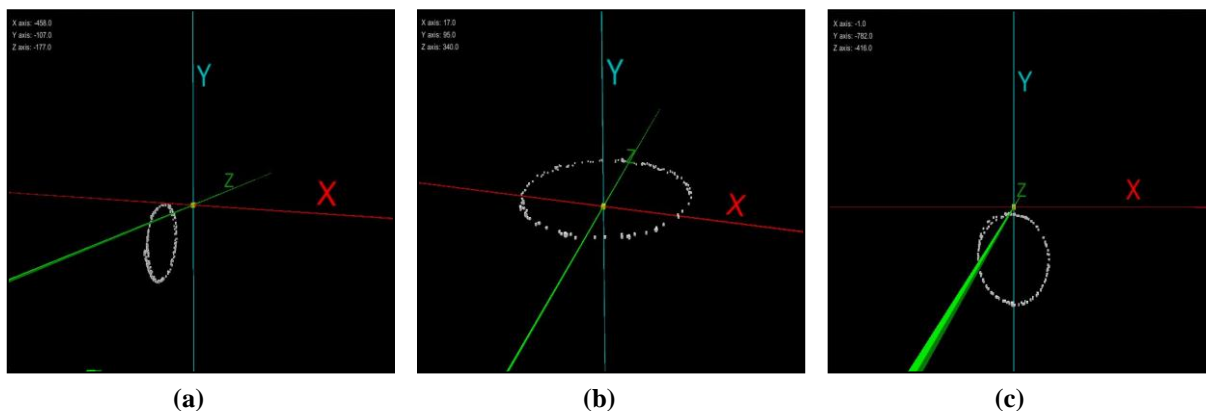 X axis: -458.0
Y axis: -107.0
Z axis: -177.0
Y
Z
X
(a)
X axis: 17.0
Y axis: 95.0
Z axis: 340.0
Y
Z
X
(b)
X axis: -1.0
Y axis: -782.0
Z axis: -416.0
Y
Z
X
(c)